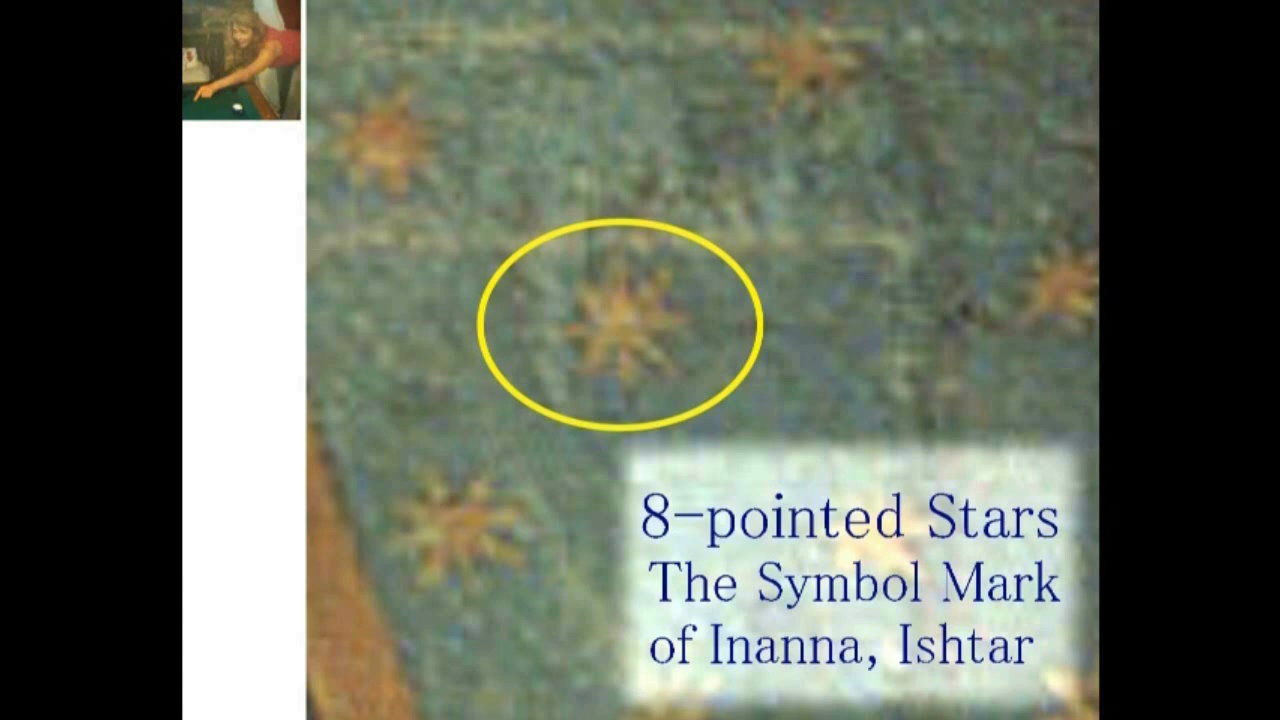 8-pointed Stars
The Symbol Mark
of Inanna, Ishtar